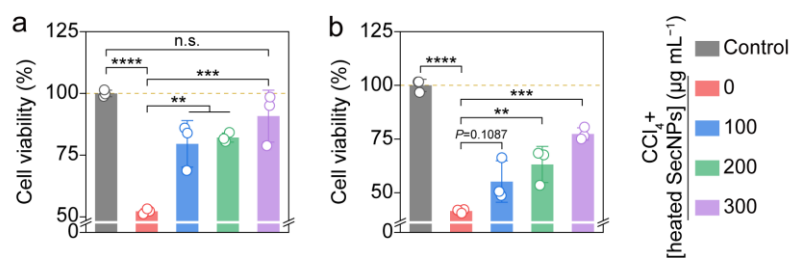 a
125
100
75
50
0
Cell viability (%)
n.s.
****
***
**
b
125
100
75
50
0
Cell viability (%)
****
***
**
P=0.1087
Control
0
100
200
300
CCl₄+
[heated SecNPs] (μg mL⁻¹)